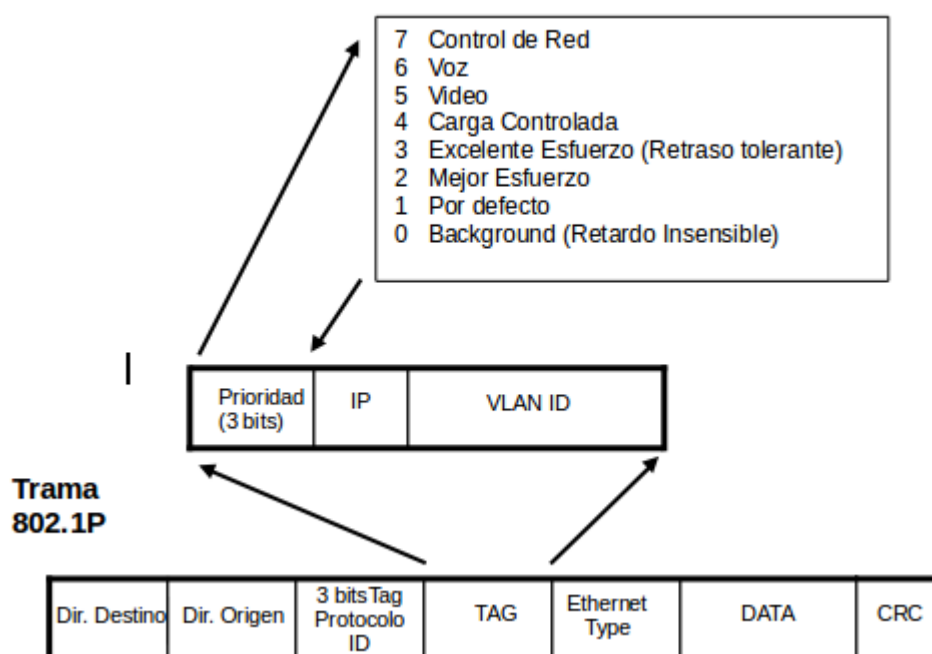 7 Control de Red
6 Voz
5 Video
4 Carga Controlada
3 Excelente Esfuerzo (Retraso tolerante)
2 Mejor Esfuerzo
1 Por defecto
0 Background (Retardo Insensible)
Prioridad
(3 bits)
IP
VLAN ID
Trama
802.1P
Dir. Destino
Dir. Origen
3 bitsTag
Protocolo
ID
TAG
Ethernet
Type
DATA
CRC